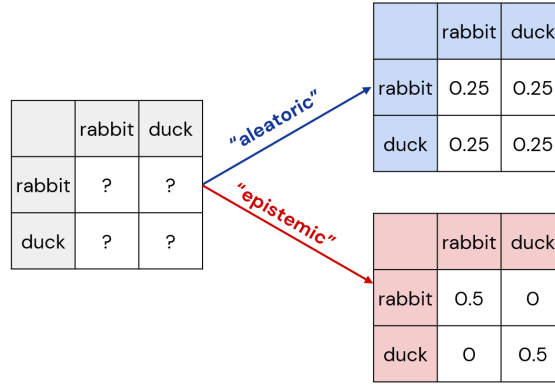 rabbit duck
rabbit ? ?
duck ? ?
“aleatoric”
rabbit duck
rabbit 0.25 0.25
duck 0.25 0.25
“epistemic”
rabbit duck
rabbit 0.5 0
duck 0 0.5